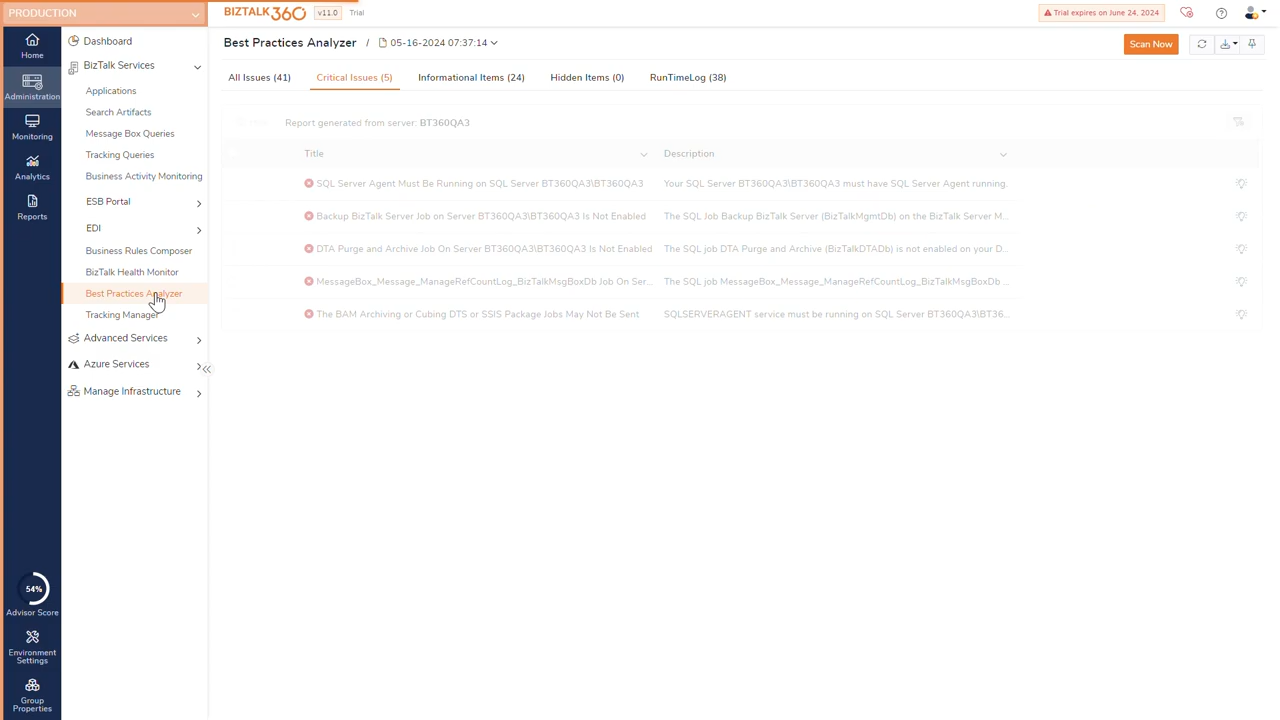 PRODUCTION
BIZTALK360 v11.0 Trial
Trial expires on June 24, 2024
Home
Administration
Monitoring
Analytics
Reports
54%
Advisor Score
Environment
Settings
Group
Properties
Dashboard
BizTalk Services
Applications
Search Artifacts
Message Box Queries
Tracking Queries
Business Activity Monitoring
ESB Portal
EDI
Business Rules Composer
BizTalk Health Monitor
Best Practices Analyzer
Tracking Manager
Advanced Services
Azure Services
Manage Infrastructure
Best Practices Analyzer / 05-16-2024 07:37:14
Scan Now
All Issues (41) Critical Issues (5) Informational Items (24) Hidden Items (0) RunTimeLog (38)
Report generated from server: BT360QA3
Title Description
SQL Server Agent Must Be Running on SQL Server BT360QA3\BT360QA3 Your SQL Server BT360QA3\BT360QA3 must have SQL Server Agent running.
Backup BizTalk Server Job on Server BT360QA3\BT360QA3 Is Not Enabled The SQL Job Backup BizTalk Server (BizTalkMgmtDb) on the BizTalk Server M...
DTA Purge and Archive Job On Server BT360QA3\BT360QA3 Is Not Enabled The SQL job DTA Purge and Archive (BizTalkDTADb) is not enabled on your D...
MessageBox_Message_ManageRefCountLog_BizTalkMsgBoxDb Job On Ser... The SQL job MessageBox_Message_ManageRefCountLog_BizTalkMsgBoxDb ...
The BAM Archiving or Cubing DTS or SSIS Package Jobs May Not Be Sent SQLSERVERAGENT service must be running on SQL Server BT360QA3\BT36...